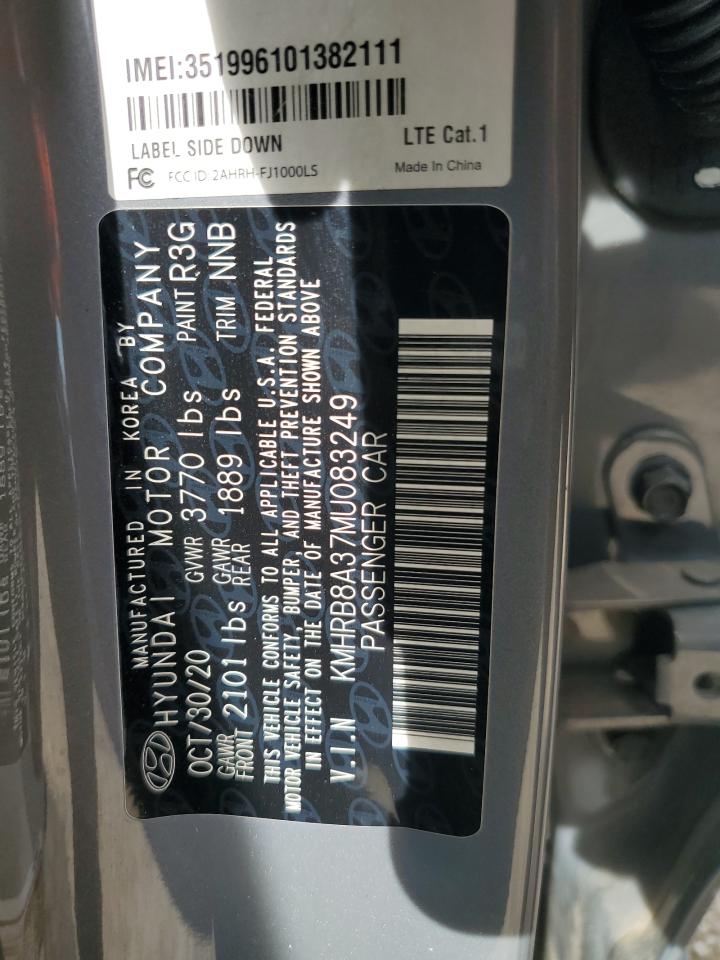 IMEI:351996101382111
LABEL SIDE DOWN LTE Cat.1
FC FCC ID: 2AHRH-FJ1000LS Made In China
MANUFACTURED IN KOREA BY
HYUNDAI MOTOR COMPANY
OCT/30/20 GVWR 3770 lbs PAINT R3G
GAWR FRONT 2101 lbs GAWR REAR 1889 lbs TRIM NNB
THIS VEHICLE CONFORMS TO ALL APPLICABLE U.S.A. FEDERAL
MOTOR VEHICLE SAFETY, BUMPER, AND THEFT PREVENTION STANDARDS
IN EFFECT ON THE DATE OF MANUFACTURE SHOWN ABOVE
V.I.N KMHRB8A37MU083249
PASSENGER CAR